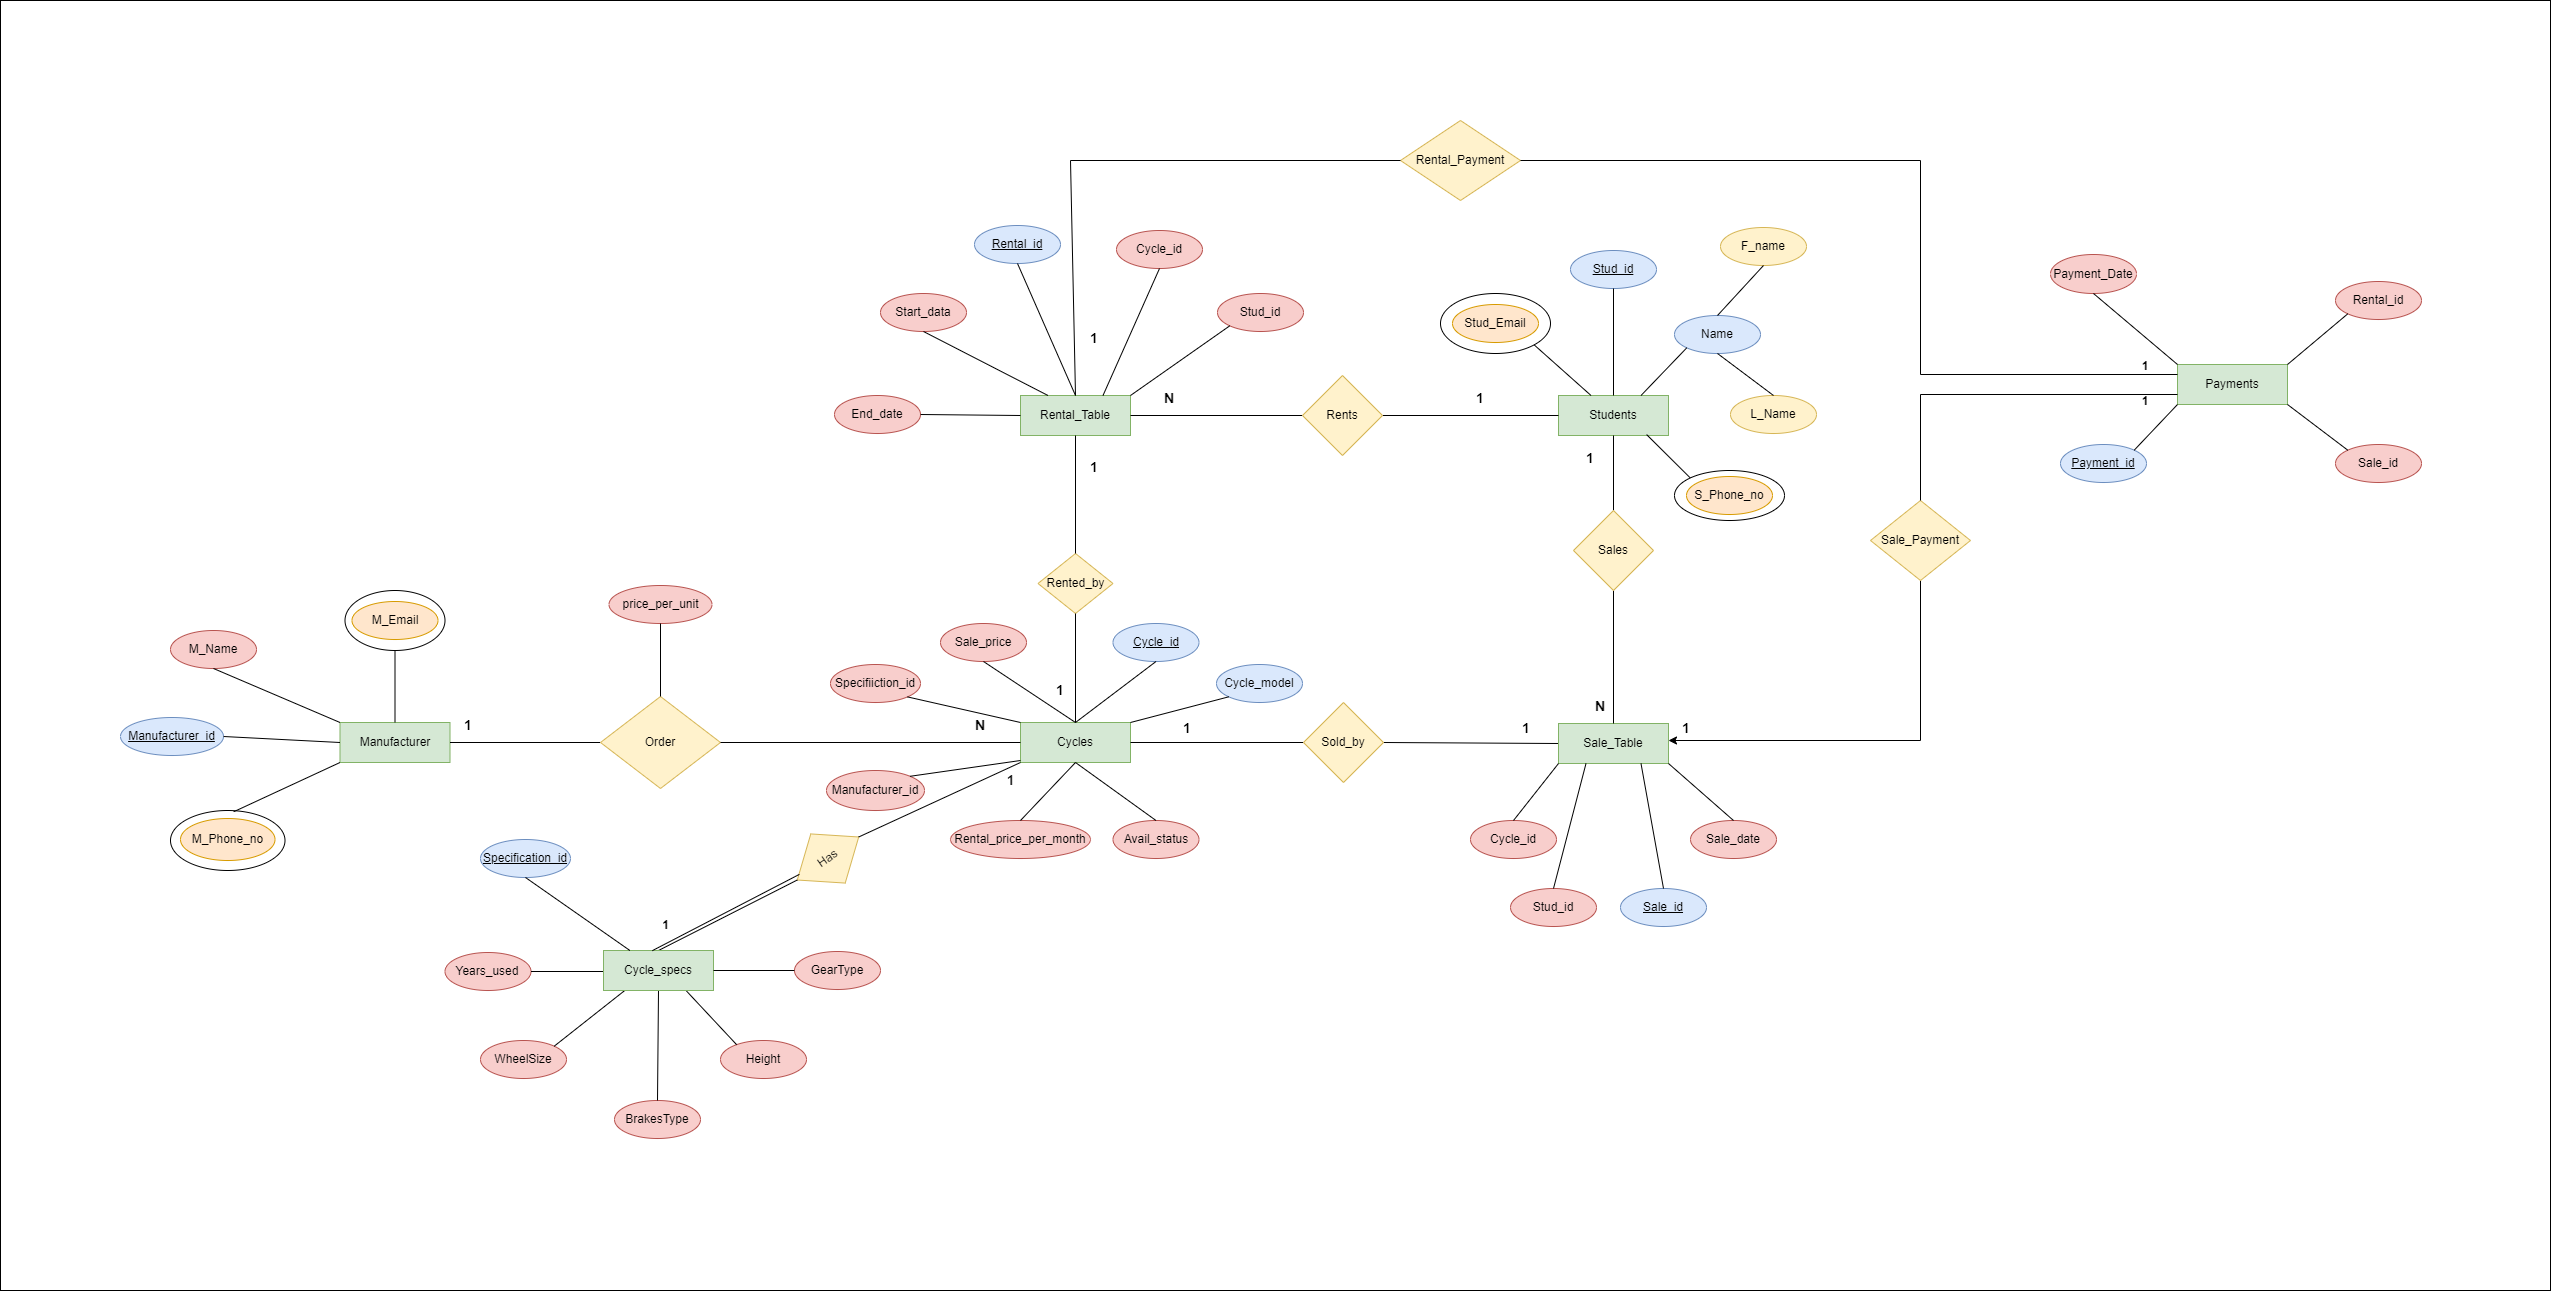 Rental_Payment
Rental_id
Cycle_id
F_name
Stud_id
Payment_Date
Rental_id
Start_data
Stud_id
Stud_Email
Name
1
1
Payments
1
End_date
Rental_Table
N
Rents
1
Students
L_Name
1
1
Payment_id
Sale_id
S_Phone_no
Sales
Sale_Payment
Rented_by
price_per_unit
M_Email
M_Name
Sale_price
Cycle_id
Specifiiction_id
1
Cycle_model
N
Manufacturer_id
Manufacturer
1
Order
N
Cycles
1
Sold_by
1
Sale_Table
1
Manufacturer_id
1
M_Phone_no
Rental_price_per_month
Avail_status
Cycle_id
Sale_date
Has
Specification_id
Stud_id
Sale_id
1
Years_used
Cycle_specs
GearType
WheelSize
Height
BrakesType